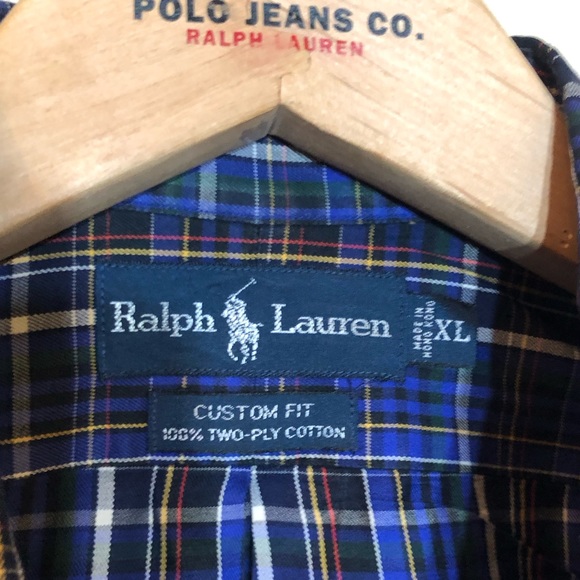 POLO JEANS CO.
RALPH LAUREN
Ralph Lauren
MADE IN
HONG KONG
XL
CUSTOM FIT
100% TWO-PLY COTTON